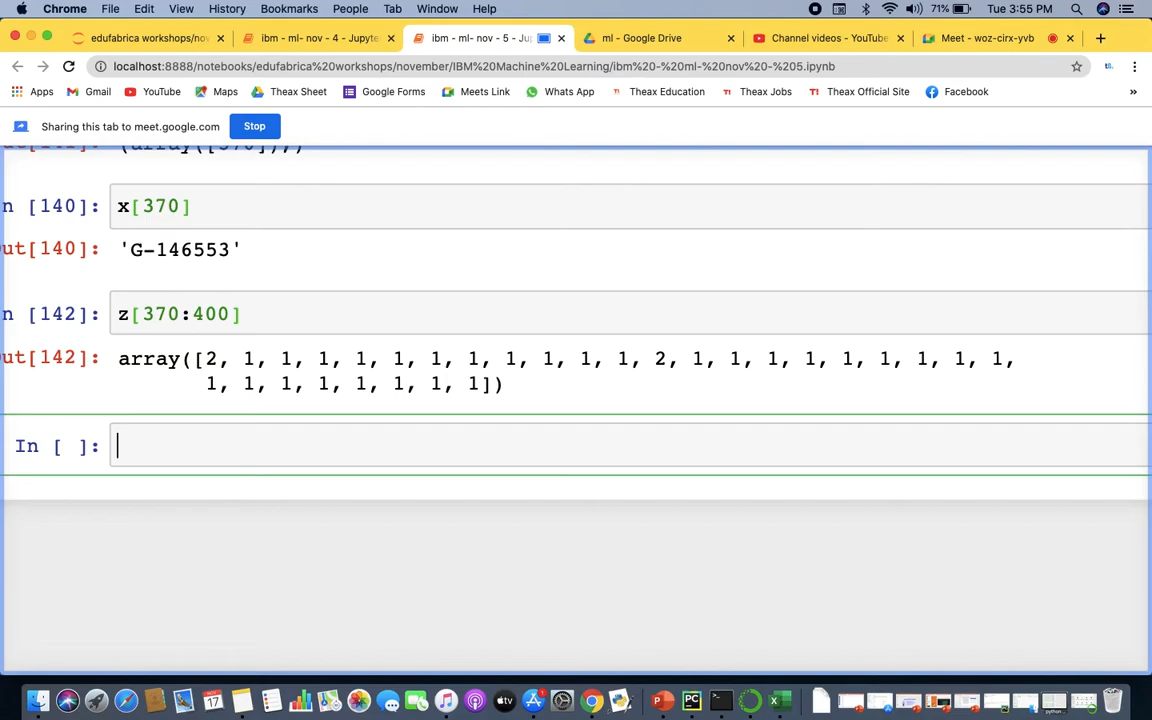 Chrome File Edit View History Bookmarks People Tab Window Help 71% Tue 3:55 PM
edufabrica workshops/nov ibm - ml- nov - 4 - Jupyte ibm - ml- nov - 5 - Ju ml - Google Drive Channel videos - YouTube Meet - woz-cirx-yvb
localhost:8888/notebooks/edufabrica%20workshops/november/IBM%20Machine%20Learning/ibm%20-%20ml-%20nov%20-%205.ipynb
Apps Gmail YouTube Maps Theax Sheet Google Forms Meets Link Whats App Theax Education Theax Jobs Theax Official Site Facebook »
Sharing this tab to meet.google.com Stop
(array([370]),)
n [140]: x[370]
ut[140]: 'G-146553'
n [142]: z[370:400]
ut[142]: array([2, 1, 1, 1, 1, 1, 1, 1, 1, 1, 1, 1, 2, 1, 1, 1, 1, 1, 1, 1, 1, 1,
1, 1, 1, 1, 1, 1, 1, 1])
In [ ]: